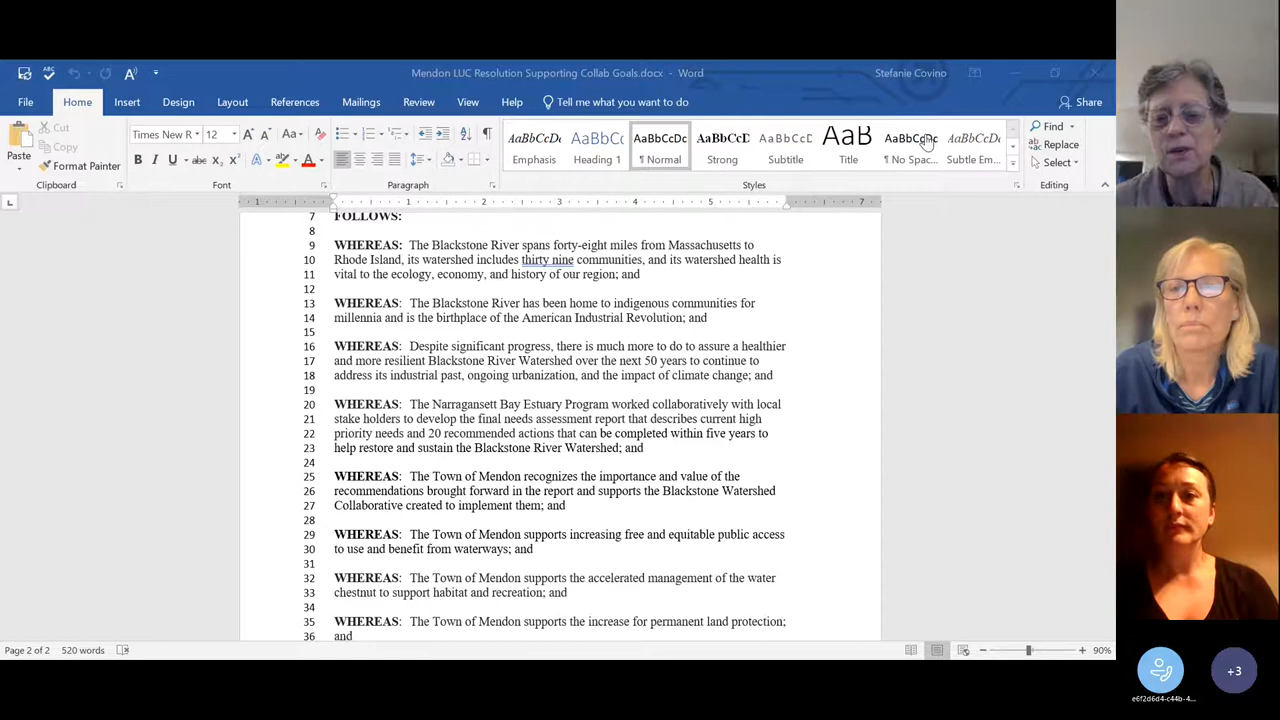 Mendon LUC Resolution Supporting Collab Goals.docx - Word
Stefanie Covino
File Home Insert Design Layout References Mailings Review View Help Tell me what you want to do Share
Paste Cut Copy Format Painter
Clipboard
Times New R 12 Aa
B I U abc X₂ X² A A
Font
Paragraph
AaBbCcDc AaBbCc AaBbCcDc AaBbCcD AaBbCcD AaB AaBbCcDc AaBbCcDc
Emphasis Heading 1 ¶ Normal Strong Subtitle Title ¶ No Spac... Subtle Em...
Styles
Find
Replace
Select
Editing
1 1 2 3 4 5 7
7 FOLLOWS:
8
9 WHEREAS: The Blackstone River spans forty-eight miles from Massachusetts to
10 Rhode Island, its watershed includes thirty nine communities, and its watershed health is
11 vital to the ecology, economy, and history of our region; and
12
13 WHEREAS: The Blackstone River has been home to indigenous communities for
14 millennia and is the birthplace of the American Industrial Revolution; and
15
16 WHEREAS: Despite significant progress, there is much more to do to assure a healthier
17 and more resilient Blackstone River Watershed over the next 50 years to continue to
18 address its industrial past, ongoing urbanization, and the impact of climate change; and
19
20 WHEREAS: The Narragansett Bay Estuary Program worked collaboratively with local
21 stake holders to develop the final needs assessment report that describes current high
22 priority needs and 20 recommended actions that can be completed within five years to
23 help restore and sustain the Blackstone River Watershed; and
24
25 WHEREAS: The Town of Mendon recognizes the importance and value of the
26 recommendations brought forward in the report and supports the Blackstone Watershed
27 Collaborative created to implement them; and
28
29 WHEREAS: The Town of Mendon supports increasing free and equitable public access
30 to use and benefit from waterways; and
31
32 WHEREAS: The Town of Mendon supports the accelerated management of the water
33 chestnut to support habitat and recreation; and
34
35 WHEREAS: The Town of Mendon supports the increase for permanent land protection;
36 and
Page 2 of 2 520 words 90%
e6f2d6d4-c44b-4...
+3